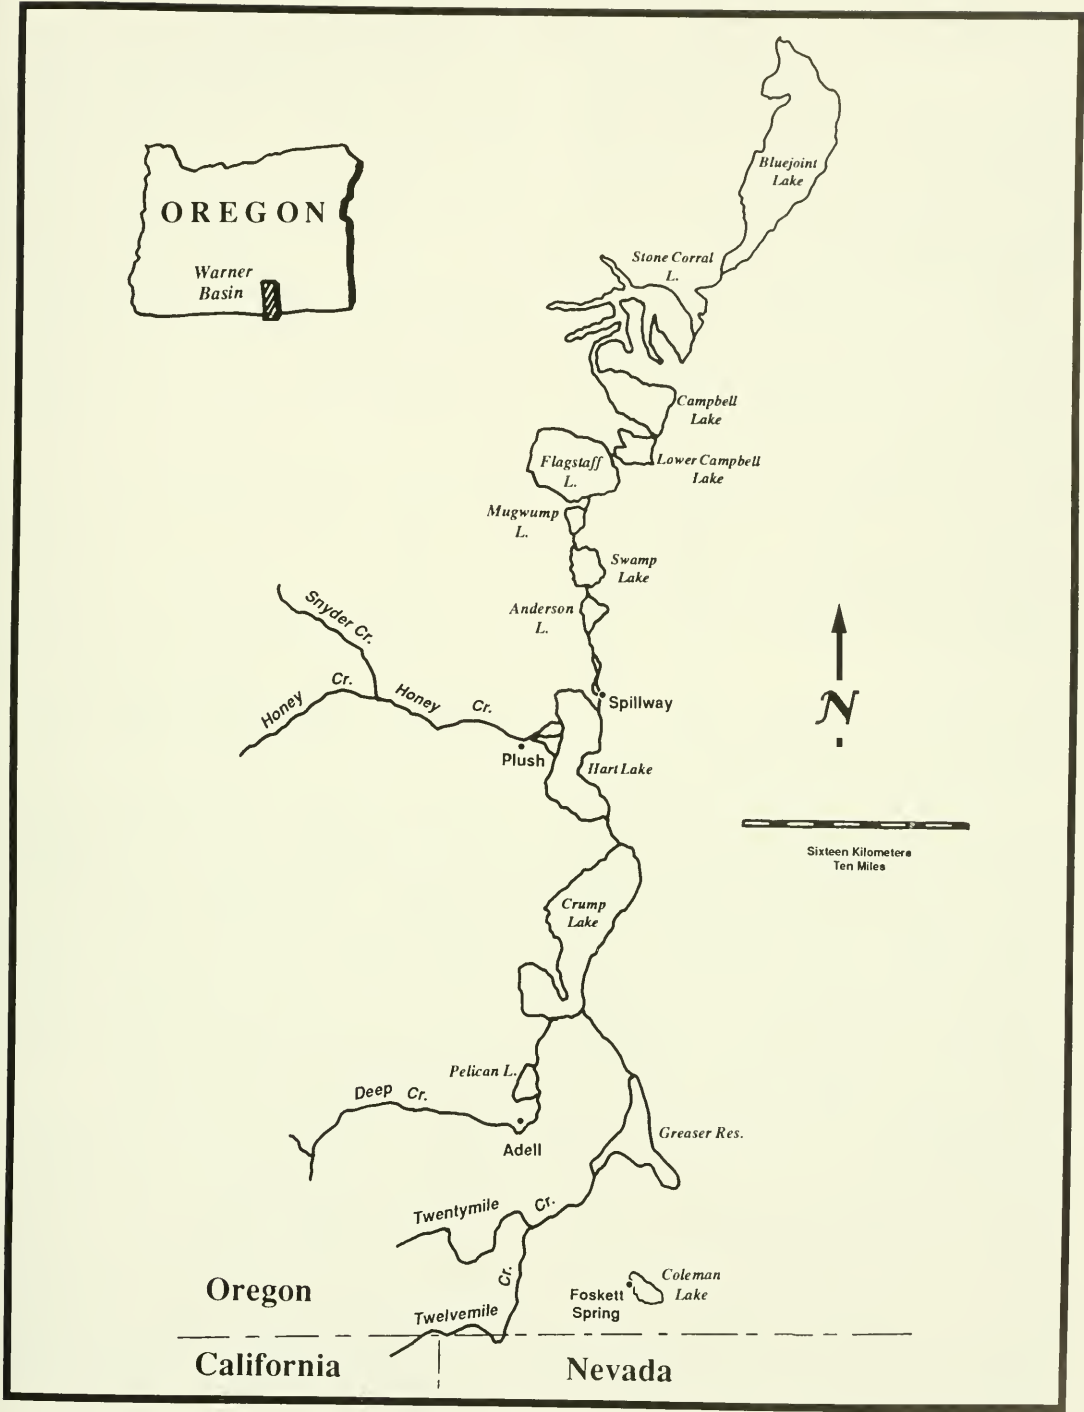 Bluejoint
Lake
OREGON
Warner
Basin
Stone Corral
L.
Campbell
Lake
Flagstaff
L.
Lower Campbell
Lake
Mugwump
L.
Swamp
Lake
Anderson
L.
Snyder Cr.
Honey Cr.
Honey Cr.
Spillway
N
Plush
Hart Lake
Sixteen Kilometers
Ten Miles
Crump
Lake
Pelican L.
Deep Cr.
Adell
Greaser Res.
Twentymile Cr.
Twelvemile Cr.
Coleman
Lake
Foskett
Spring
Oregon
California
Nevada